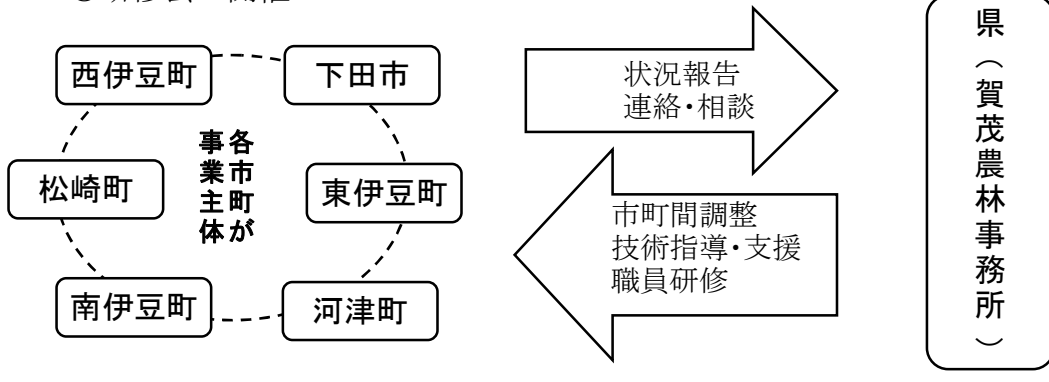 西伊豆町
下田市
松崎町
各市町が
事業主体
東伊豆町
南伊豆町
河津町
状況報告
連絡・相談
市町間調整
技術指導・支援
職員研修
県（賀茂農林事務所）